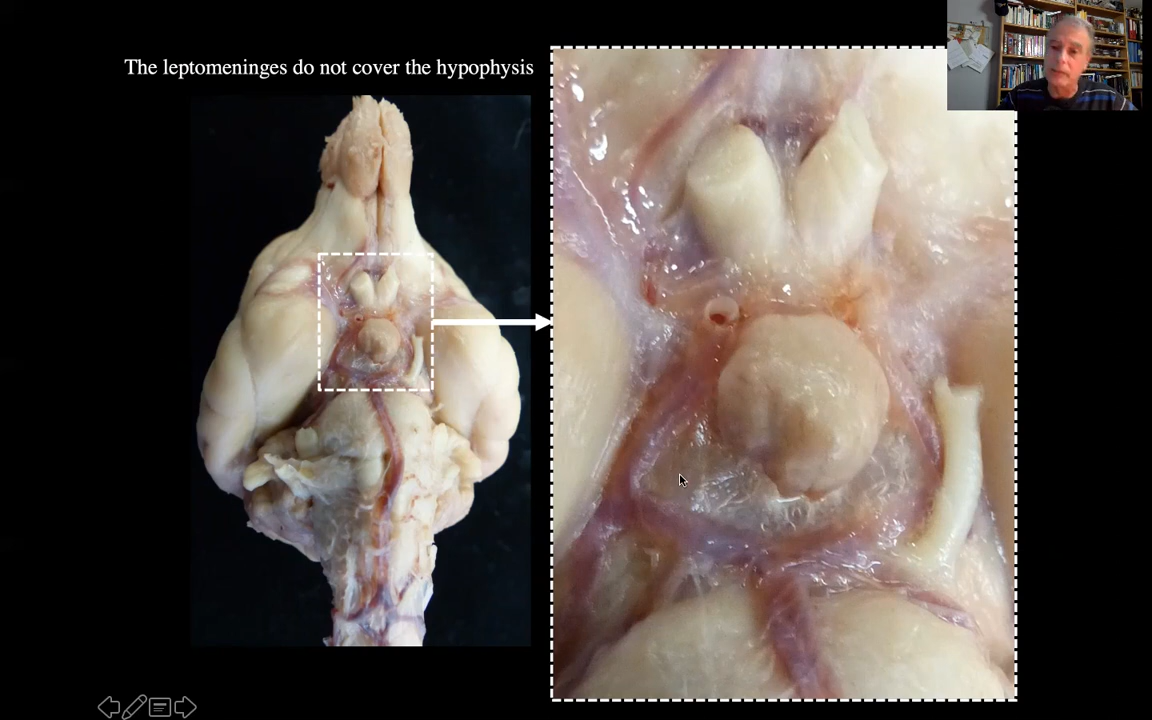 The leptomeninges do not cover the hypophysis